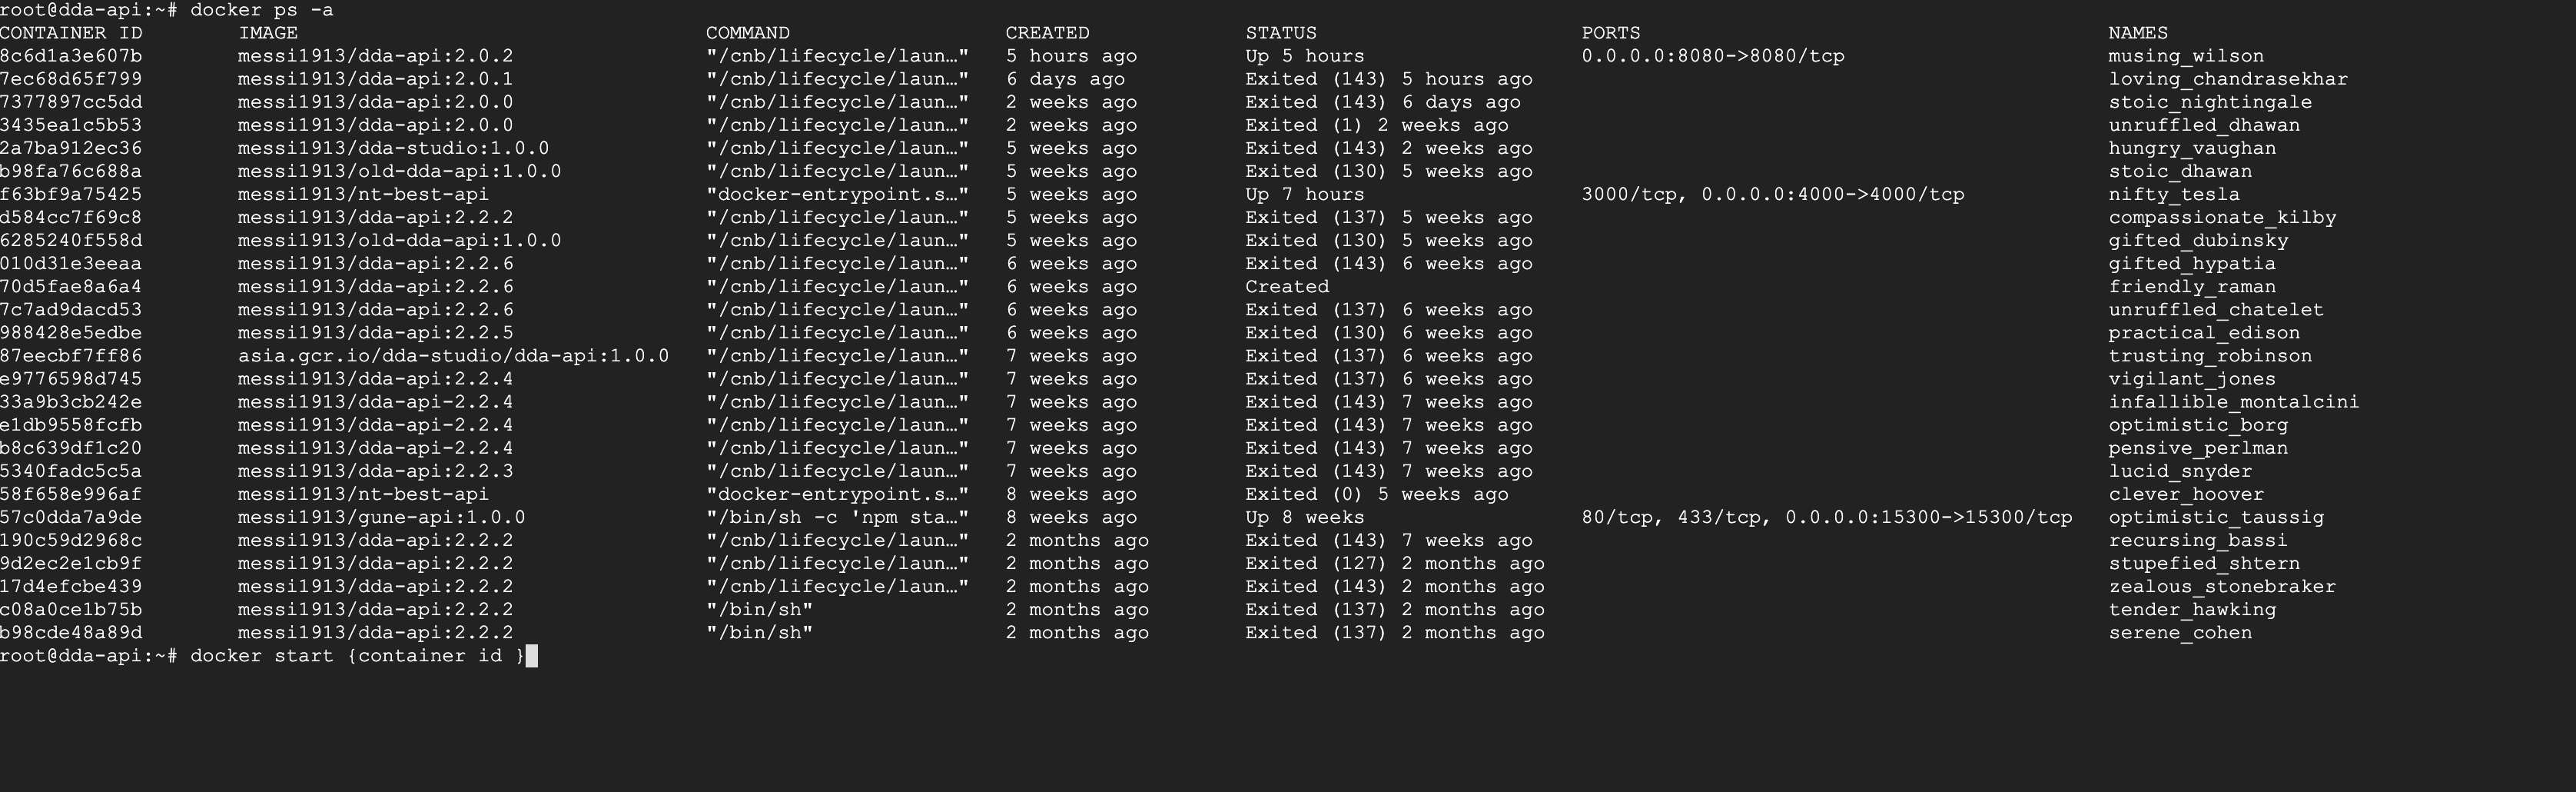 root@dda-api:~# docker ps -a
CONTAINER ID IMAGE COMMAND CREATED STATUS PORTS NAMES
8c6d1a3e607b messi1913/dda-api:2.0.2 "/cnb/lifecycle/laun…" 5 hours ago Up 5 hours 0.0.0.0:8080->8080/tcp musing_wilson
7ec68d65f799 messi1913/dda-api:2.0.1 "/cnb/lifecycle/laun…" 6 days ago Exited (143) 5 hours ago loving_chandrasekhar
7377897cc5dd messi1913/dda-api:2.0.0 "/cnb/lifecycle/laun…" 2 weeks ago Exited (143) 6 days ago stoic_nightingale
3435ea1c5b53 messi1913/dda-api:2.0.0 "/cnb/lifecycle/laun…" 2 weeks ago Exited (1) 2 weeks ago unruffled_dhawan
2a7ba912ec36 messi1913/dda-studio:1.0.0 "/cnb/lifecycle/laun…" 5 weeks ago Exited (143) 2 weeks ago hungry_vaughan
b98fa76c688a messi1913/old-dda-api:1.0.0 "/cnb/lifecycle/laun…" 5 weeks ago Exited (130) 5 weeks ago stoic_dhawan
f63bf9a75425 messi1913/nt-best-api "docker-entrypoint.s…" 5 weeks ago Up 7 hours 3000/tcp, 0.0.0.0:4000->4000/tcp nifty_tesla
d584cc7f69c8 messi1913/dda-api:2.2.2 "/cnb/lifecycle/laun…" 5 weeks ago Exited (137) 5 weeks ago compassionate_kilby
6285240f558d messi1913/old-dda-api:1.0.0 "/cnb/lifecycle/laun…" 5 weeks ago Exited (130) 5 weeks ago gifted_dubinsky
010d31e3eeaa messi1913/dda-api:2.2.6 "/cnb/lifecycle/laun…" 6 weeks ago Exited (143) 6 weeks ago gifted_hypatia
70d5fae8a6a4 messi1913/dda-api:2.2.6 "/cnb/lifecycle/laun…" 6 weeks ago Created friendly_raman
7c7ad9dacd53 messi1913/dda-api:2.2.6 "/cnb/lifecycle/laun…" 6 weeks ago Exited (137) 6 weeks ago unruffled_chatelet
988428e5edbe messi1913/dda-api:2.2.5 "/cnb/lifecycle/laun…" 6 weeks ago Exited (130) 6 weeks ago practical_edison
87eecbf7ff86 asia.gcr.io/dda-studio/dda-api:1.0.0 "/cnb/lifecycle/laun…" 7 weeks ago Exited (137) 6 weeks ago trusting_robinson
e9776598d745 messi1913/dda-api:2.2.4 "/cnb/lifecycle/laun…" 7 weeks ago Exited (137) 6 weeks ago vigilant_jones
33a9b3cb242e messi1913/dda-api-2.2.4 "/cnb/lifecycle/laun…" 7 weeks ago Exited (143) 7 weeks ago infallible_montalcini
e1db9558fcfb messi1913/dda-api-2.2.4 "/cnb/lifecycle/laun…" 7 weeks ago Exited (143) 7 weeks ago optimistic_borg
b8c639df1c20 messi1913/dda-api-2.2.4 "/cnb/lifecycle/laun…" 7 weeks ago Exited (143) 7 weeks ago pensive_perlman
5340fadc5c5a messi1913/dda-api:2.2.3 "/cnb/lifecycle/laun…" 7 weeks ago Exited (143) 7 weeks ago lucid_snyder
58f658e996af messi1913/nt-best-api "docker-entrypoint.s…" 8 weeks ago Exited (0) 5 weeks ago clever_hoover
57c0dda7a9de messi1913/gune-api:1.0.0 "/bin/sh -c 'npm sta…" 8 weeks ago Up 8 weeks 80/tcp, 433/tcp, 0.0.0.0:15300->15300/tcp optimistic_taussig
190c59d2968c messi1913/dda-api:2.2.2 "/cnb/lifecycle/laun…" 2 months ago Exited (143) 7 weeks ago recursing_bassi
9d2ec2e1cb9f messi1913/dda-api:2.2.2 "/cnb/lifecycle/laun…" 2 months ago Exited (127) 2 months ago stupefied_shtern
17d4efcbe439 messi1913/dda-api:2.2.2 "/cnb/lifecycle/laun…" 2 months ago Exited (143) 2 months ago zealous_stonebraker
c08a0ce1b75b messi1913/dda-api:2.2.2 "/bin/sh" 2 months ago Exited (137) 2 months ago tender_hawking
b98cde48a89d messi1913/dda-api:2.2.2 "/bin/sh" 2 months ago Exited (137) 2 months ago serene_cohen
root@dda-api:~# docker start {container id }